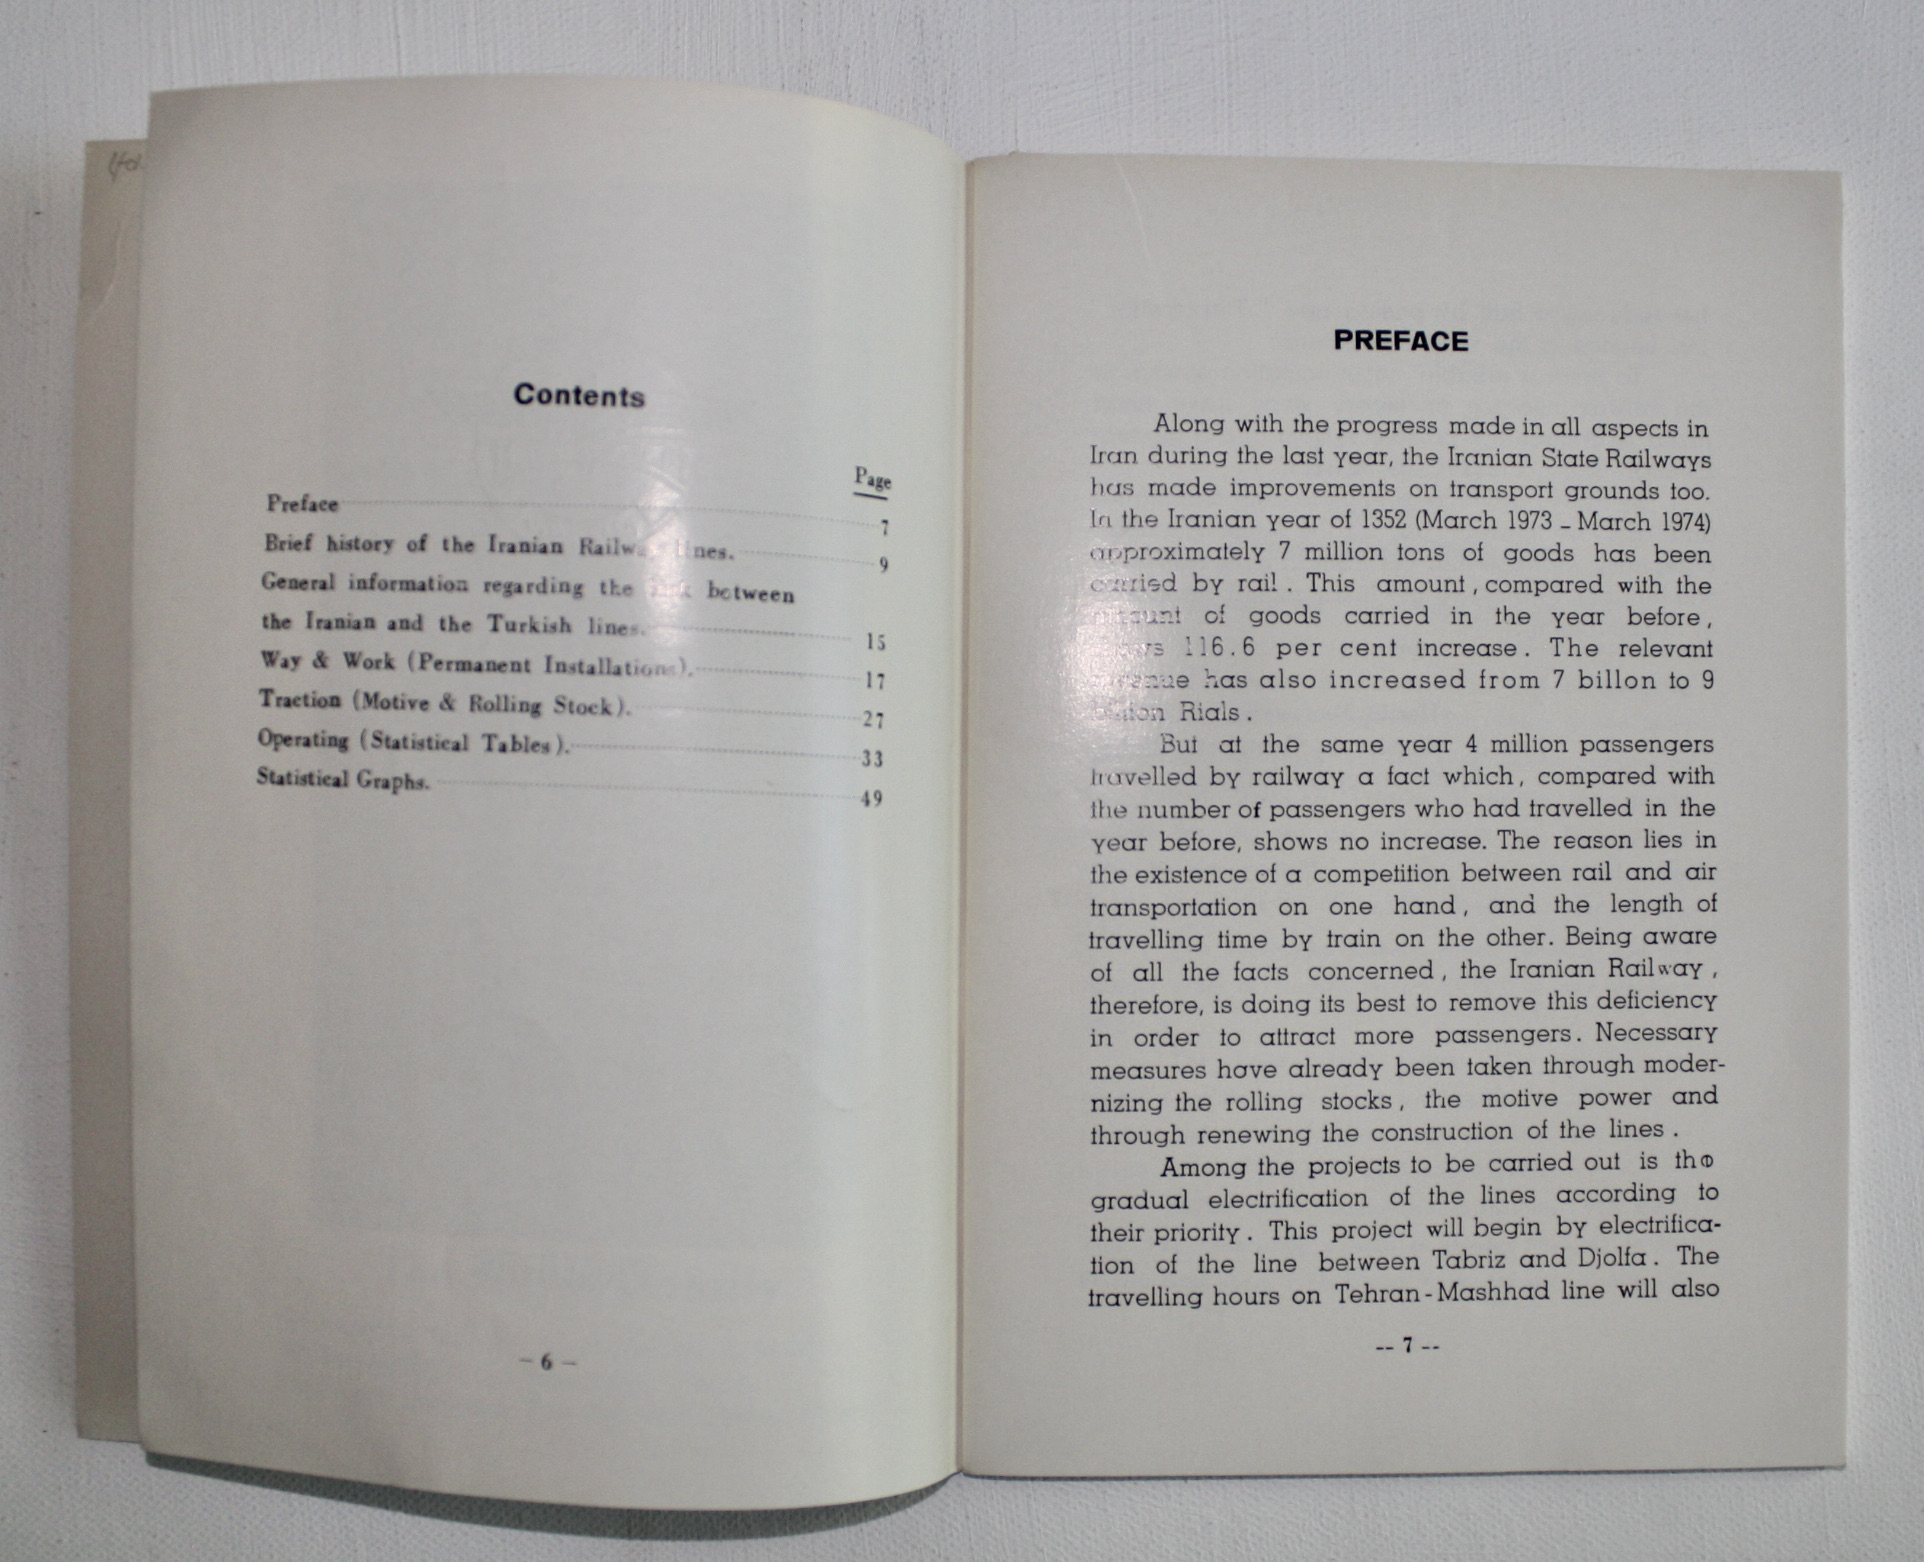 Contents
Page
Preface 7
Brief history of the Iranian Railway lines. 9
General information regarding the link between
the Iranian and the Turkish lines. 15
Way & Work (Permanent Installations). 17
Traction (Motive & Rolling Stock). 27
Operating (Statistical Tables). 33
Statistical Graphs. 49
– 6 –
PREFACE
Along with the progress made in all aspects in
Iran during the last year, the Iranian State Railways
has made improvements on transport grounds too.
In the Iranian year of 1352 (March 1973 – March 1974)
approximately 7 million tons of goods has been
carried by rail. This amount, compared with the
amount of goods carried in the year before,
shows 116.6 per cent increase. The relevant
revenue has also increased from 7 billon to 9
billion Rials.
But at the same year 4 million passengers
travelled by railway a fact which, compared with
the number of passengers who had travelled in the
year before, shows no increase. The reason lies in
the existence of a competition between rail and air
transportation on one hand, and the length of
travelling time by train on the other. Being aware
of all the facts concerned, the Iranian Railway,
therefore, is doing its best to remove this deficiency
in order to attract more passengers. Necessary
measures have already been taken through moder-
nizing the rolling stocks, the motive power and
through renewing the construction of the lines.
Among the projects to be carried out is the
gradual electrification of the lines according to
their priority. This project will begin by electrifica-
tion of the line between Tabriz and Djolfa. The
travelling hours on Tehran-Mashhad line will also
-- 7 --